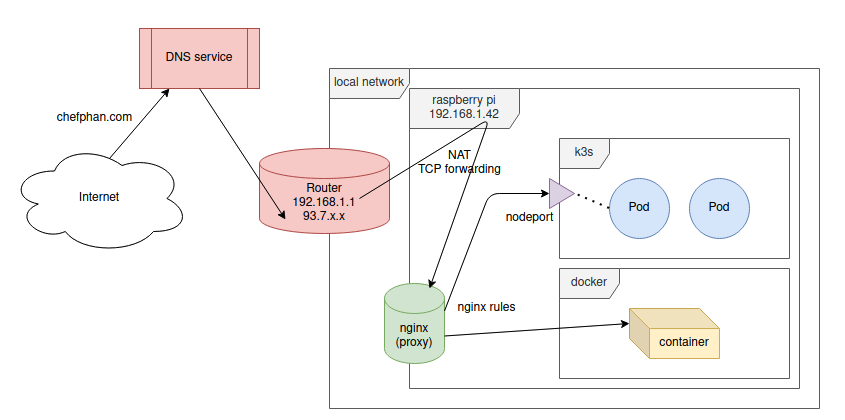 DNS service
local network
chefphan.com
raspberry pi
192.168.1.42
k3s
NAT
TCP forwarding
Internet
Router
192.168.1.1
93.7.x.x
Pod
Pod
nodeport
docker
nginx rules
nginx
(proxy)
container